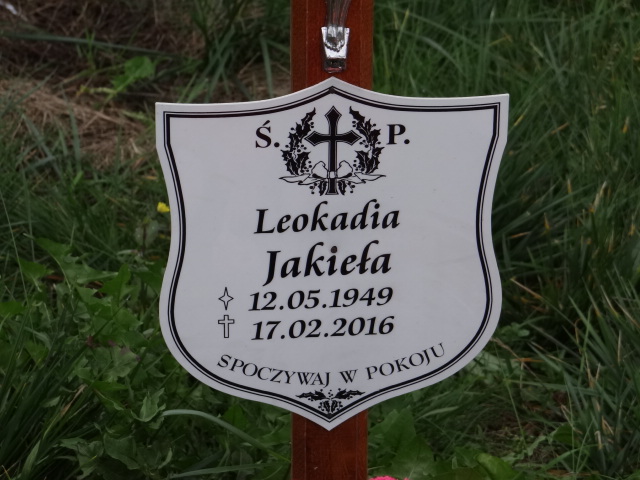 Ś. P.
Leokadia
Jakieła
12.05.1949
17.02.2016
SPOCZYWAJ W POKOJU